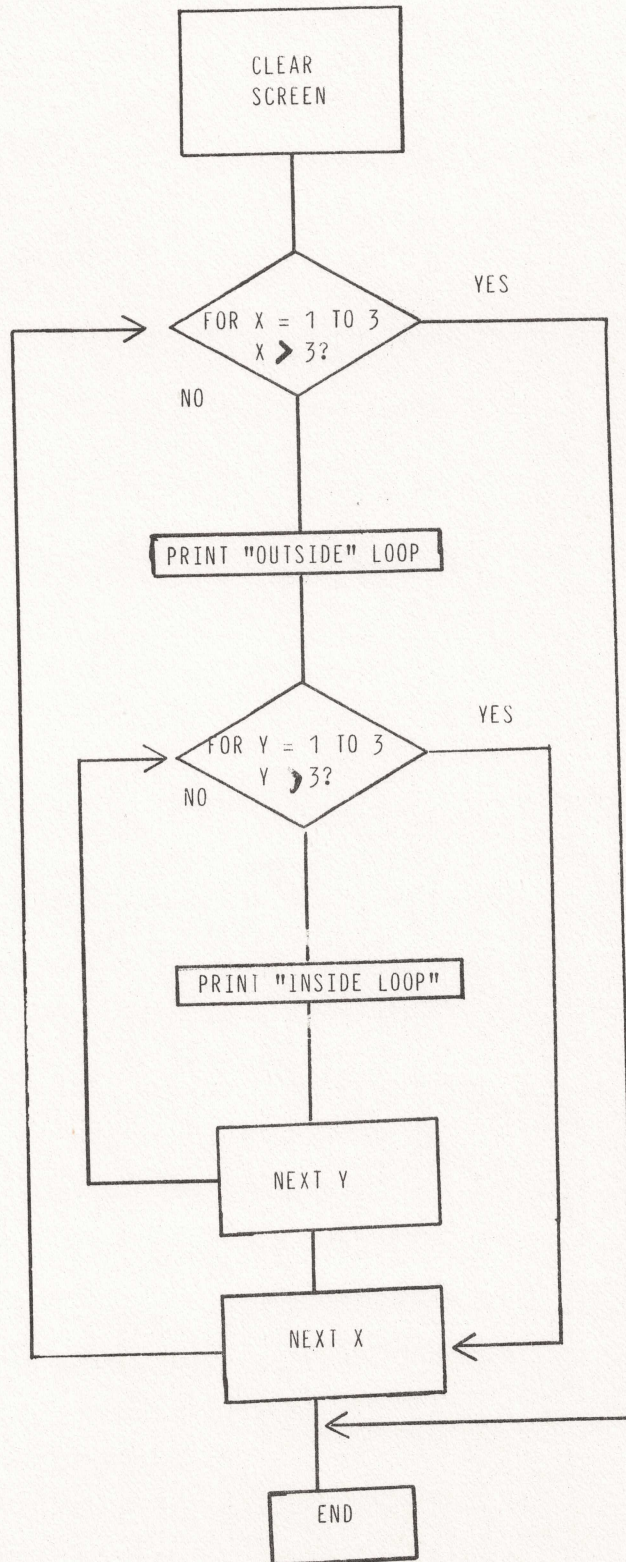 CLEAR
SCREEN
YES
FOR X = 1 TO 3
X > 3?
NO
PRINT "OUTSIDE" LOOP
YES
FOR Y = 1 TO 3
Y > 3?
NO
PRINT "INSIDE LOOP"
NEXT Y
NEXT X
END